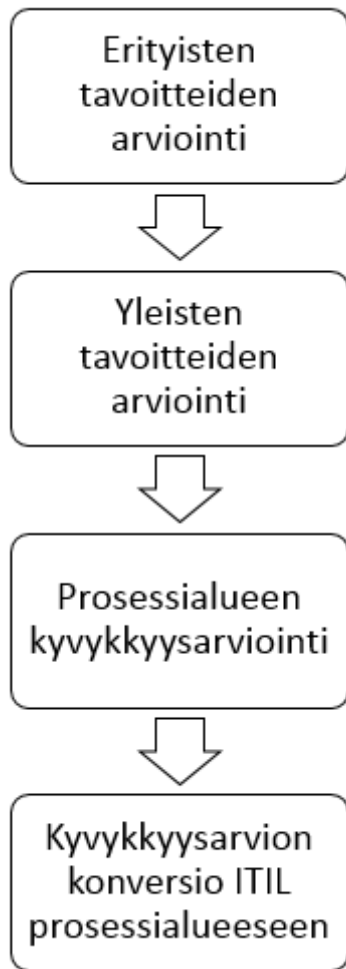 Erityisten
tavoitteiden
arviointi
Yleisten
tavoitteiden
arviointi
Prosessialueen
kyvykkyysarviointi
Kyvykkyysarvion
konversio ITIL
prosessialueeseen